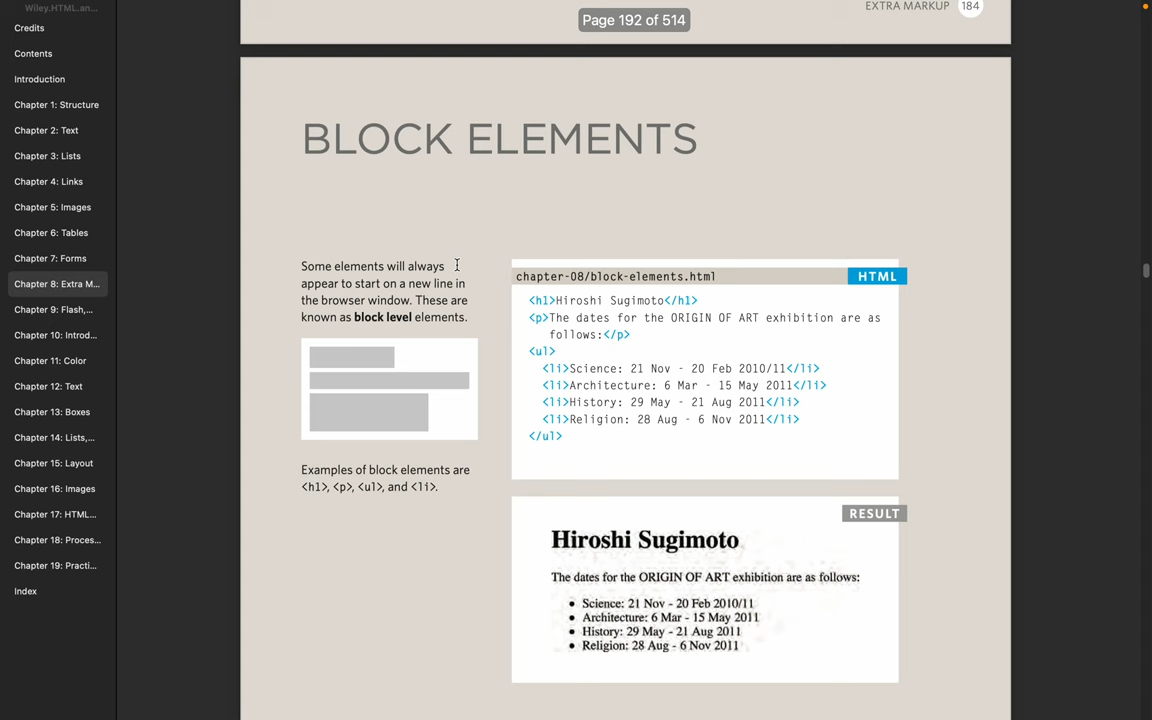 Wiley.HTML.an...
Credits
Contents
Introduction
Chapter 1: Structure
Chapter 2: Text
Chapter 3: Lists
Chapter 4: Links
Chapter 5: Images
Chapter 6: Tables
Chapter 7: Forms
Chapter 8: Extra M...
Chapter 9: Flash,...
Chapter 10: Introd...
Chapter 11: Color
Chapter 12: Text
Chapter 13: Boxes
Chapter 14: Lists,...
Chapter 15: Layout
Chapter 16: Images
Chapter 17: HTML...
Chapter 18: Proces...
Chapter 19: Practi...
Index
Page 192 of 514
EXTRA MARKUP 184
BLOCK ELEMENTS
Some elements will always
appear to start on a new line in
the browser window. These are
known as block level elements.
Examples of block elements are
<h1>, <p>, <ul>, and <li>.
chapter-08/block-elements.html HTML
<h1>Hiroshi Sugimoto</h1>
<p>The dates for the ORIGIN OF ART exhibition are as
follows:</p>
<ul>
<li>Science: 21 Nov - 20 Feb 2010/11</li>
<li>Architecture: 6 Mar - 15 May 2011</li>
<li>History: 29 May - 21 Aug 2011</li>
<li>Religion: 28 Aug - 6 Nov 2011</li>
</ul>
RESULT
Hiroshi Sugimoto
The dates for the ORIGIN OF ART exhibition are as follows:
• Science: 21 Nov - 20 Feb 2010/11
• Architecture: 6 Mar - 15 May 2011
• History: 29 May - 21 Aug 2011
• Religion: 28 Aug - 6 Nov 2011